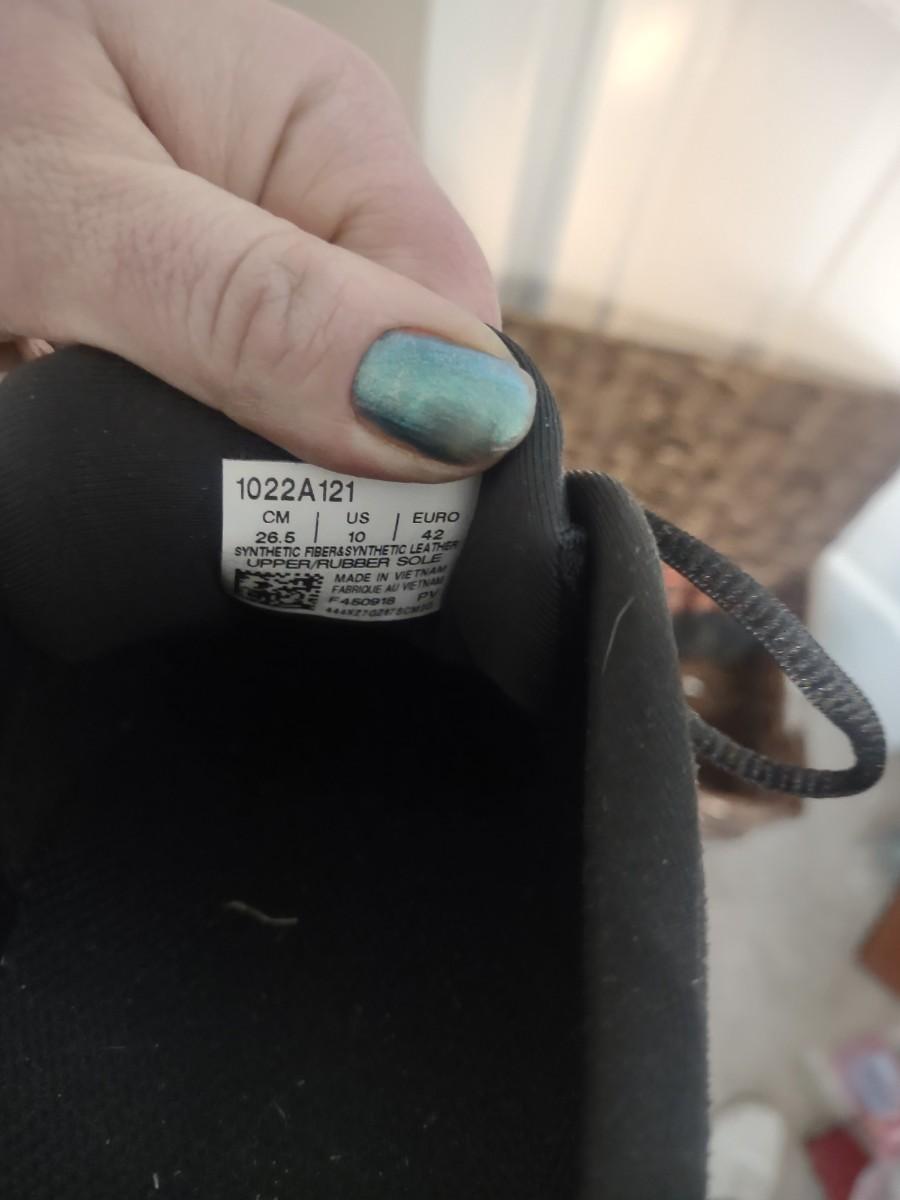 1022A121
CM | US | EURO
26.5 | 10 | 42
SYNTHETIC FIBER&SYNTHETIC LEATHER
UPPER/RUBBER SOLE
MADE IN VIETNAM
FABRIQUE AU VIETNAM
F450918 PV